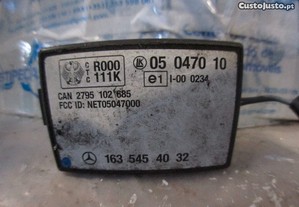 CustoJusto.pt
G
T
C
R000
111K
05 0470 10
e1 I-00 0234
CAN 2795 102 685
FCC ID: NET05047000
163 545 40 32